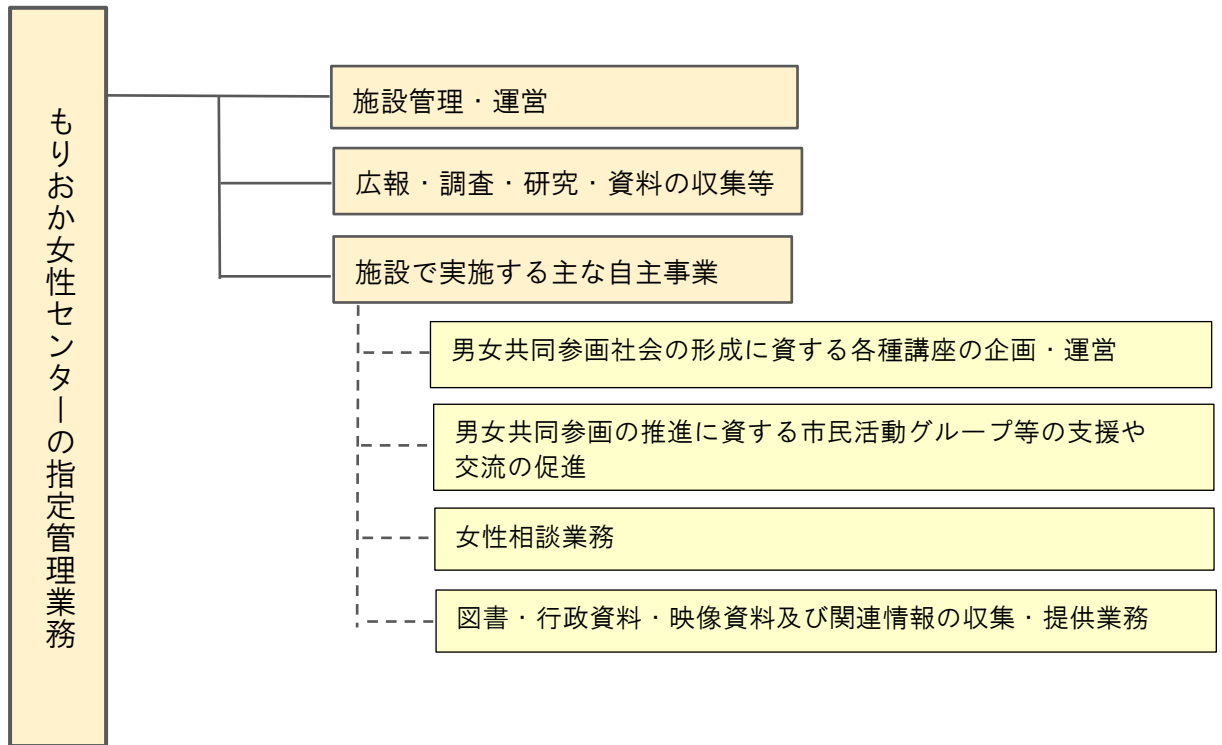 もりおか女性センターの指定管理業務
施設管理・運営
広報・調査・研究・資料の収集等
施設で実施する主な自主事業
男女共同参画社会の形成に資する各種講座の企画・運営
男女共同参画の推進に資する市民活動グループ等の支援や
交流の促進
女性相談業務
図書・行政資料・映像資料及び関連情報の収集・提供業務